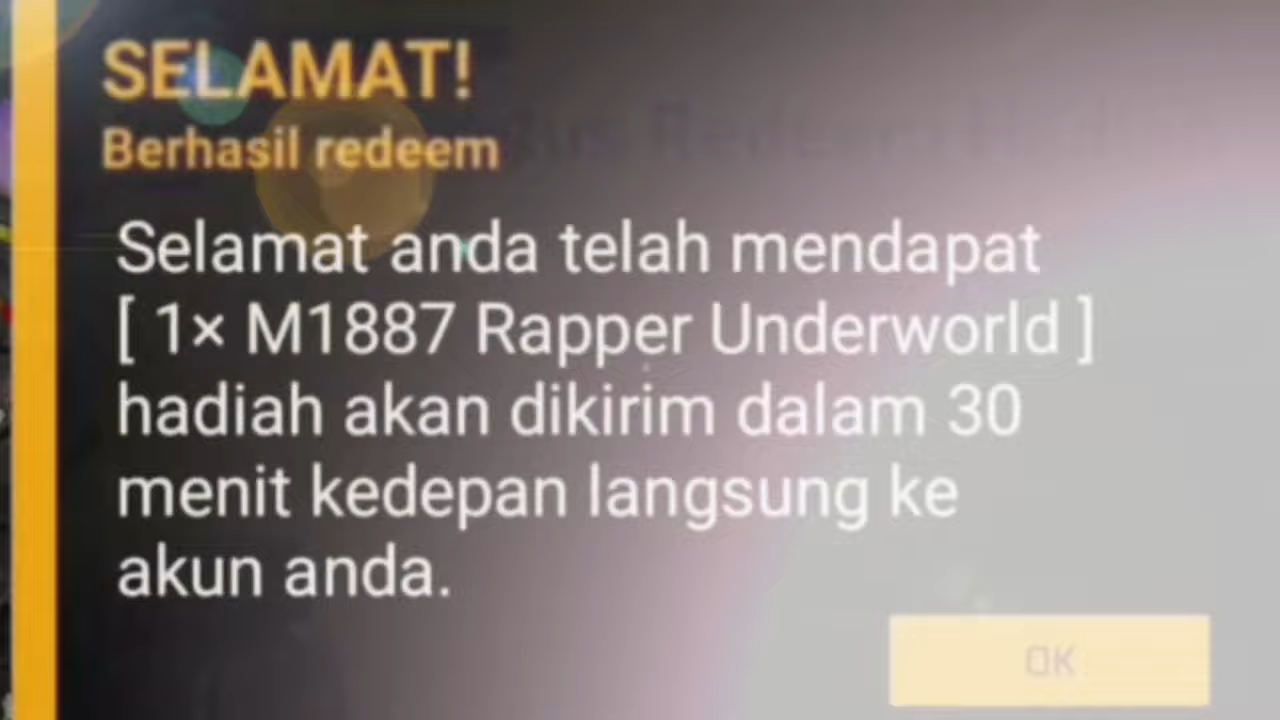 SELAMAT!
Berhasil redeem
Selamat anda telah mendapat
[ 1× M1887 Rapper Underworld ]
hadiah akan dikirim dalam 30
menit kedepan langsung ke
akun anda.
OK